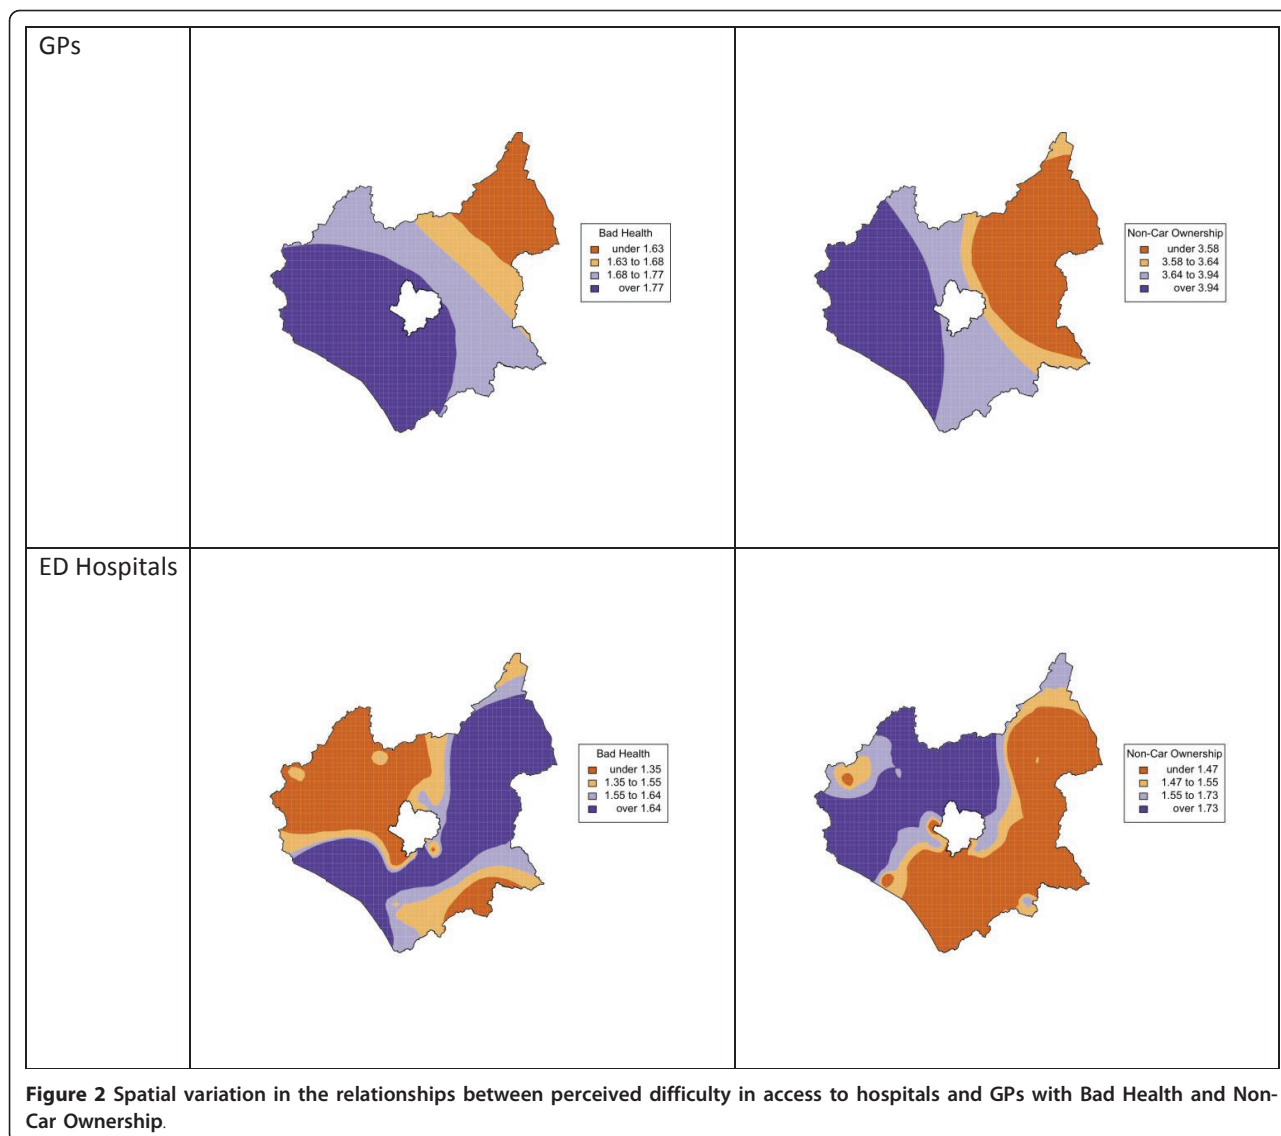 GPs
Bad Health
under 1.63
1.63 to 1.68
1.68 to 1.77
over 1.77
Non-Car Ownership
under 3.58
3.58 to 3.64
3.64 to 3.94
over 3.94
ED Hospitals
Bad Health
under 1.35
1.35 to 1.55
1.55 to 1.64
over 1.64
Non-Car Ownership
under 1.47
1.47 to 1.55
1.55 to 1.73
over 1.73
Figure 2 Spatial variation in the relationships between perceived difficulty in access to hospitals and GPs with Bad Health and Non-
Car Ownership.